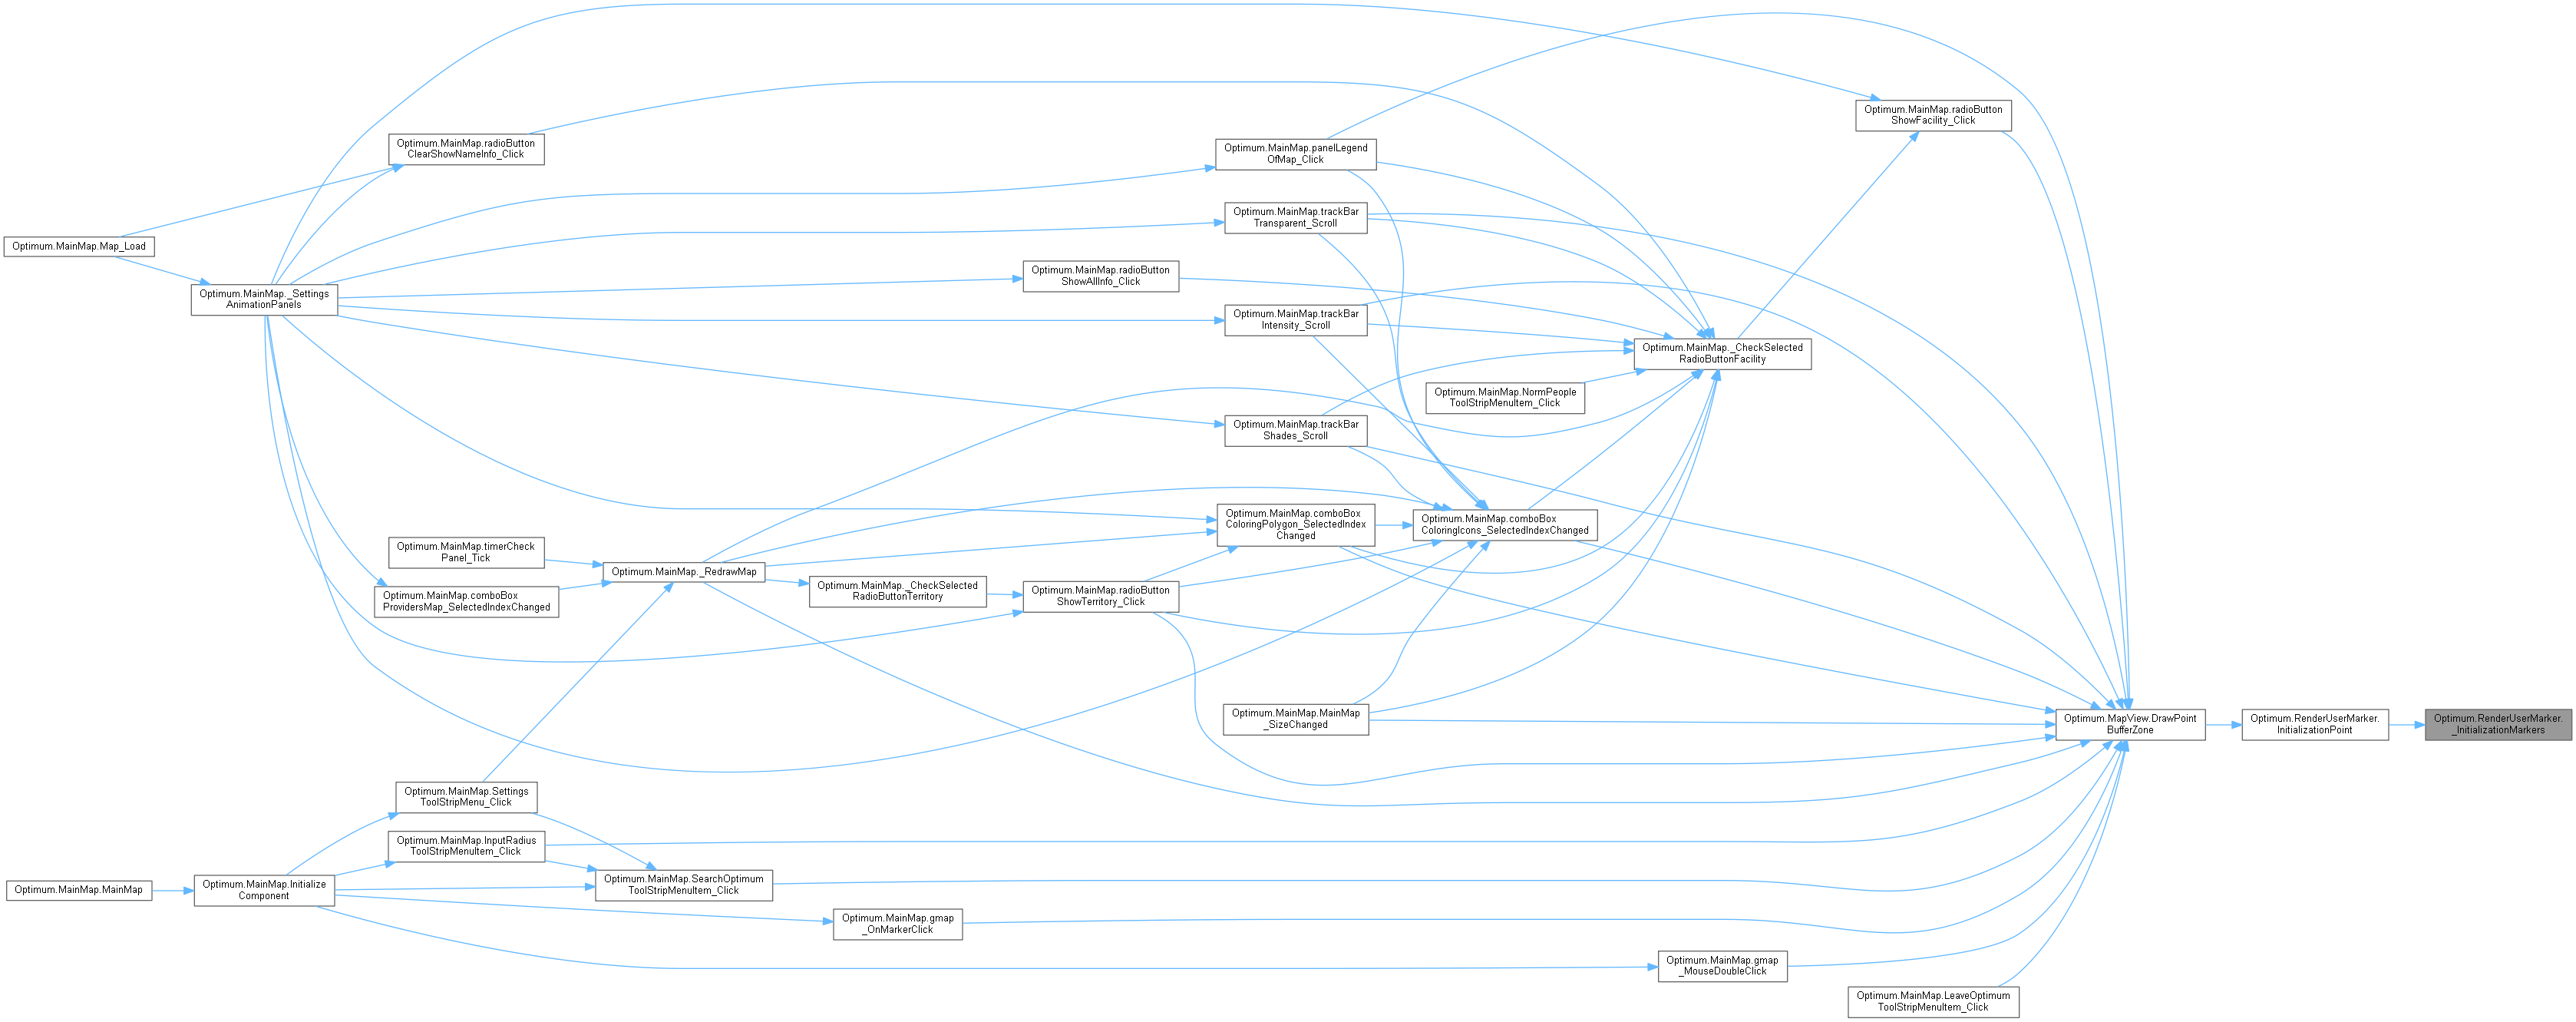 Optimum.MainMap.radioButton
ShowFacility_Click
Optimum.MainMap.radioButton
ClearShowNameInfo_Click
Optimum.MainMap.panelLegend
OfMap_Click
Optimum.MainMap.trackBar
Transparent_Scroll
Optimum.MainMap.Map_Load
Optimum.MainMap.radioButton
ShowAllInfo_Click
Optimum.MainMap._Settings
AnimationPanels
Optimum.MainMap.trackBar
Intensity_Scroll
Optimum.MainMap._CheckSelected
RadioButtonFacility
Optimum.MainMap.NormPeople
ToolStripMenuItem_Click
Optimum.MainMap.trackBar
Shades_Scroll
Optimum.MainMap.comboBox
ColoringPolygon_SelectedIndex
Changed
Optimum.MainMap.comboBox
ColoringIcons_SelectedIndexChanged
Optimum.MainMap.timerCheck
Panel_Tick
Optimum.MainMap._RedrawMap
Optimum.MainMap._CheckSelected
RadioButtonTerritory
Optimum.MainMap.radioButton
ShowTerritory_Click
Optimum.MainMap.comboBox
ProvidersMap_SelectedIndexChanged
Optimum.MainMap.MainMap
_SizeChanged
Optimum.MapView.DrawPoint
BufferZone
Optimum.RenderUserMarker.
InitializationPoint
Optimum.RenderUserMarker.
_InitializationMarkers
Optimum.MainMap.Settings
ToolStripMenu_Click
Optimum.MainMap.InputRadius
ToolStripMenuItem_Click
Optimum.MainMap.MainMap
Optimum.MainMap.Initialize
Component
Optimum.MainMap.SearchOptimum
ToolStripMenuItem_Click
Optimum.MainMap.gmap
_OnMarkerClick
Optimum.MainMap.gmap
_MouseDoubleClick
Optimum.MainMap.LeaveOptimum
ToolStripMenuItem_Click